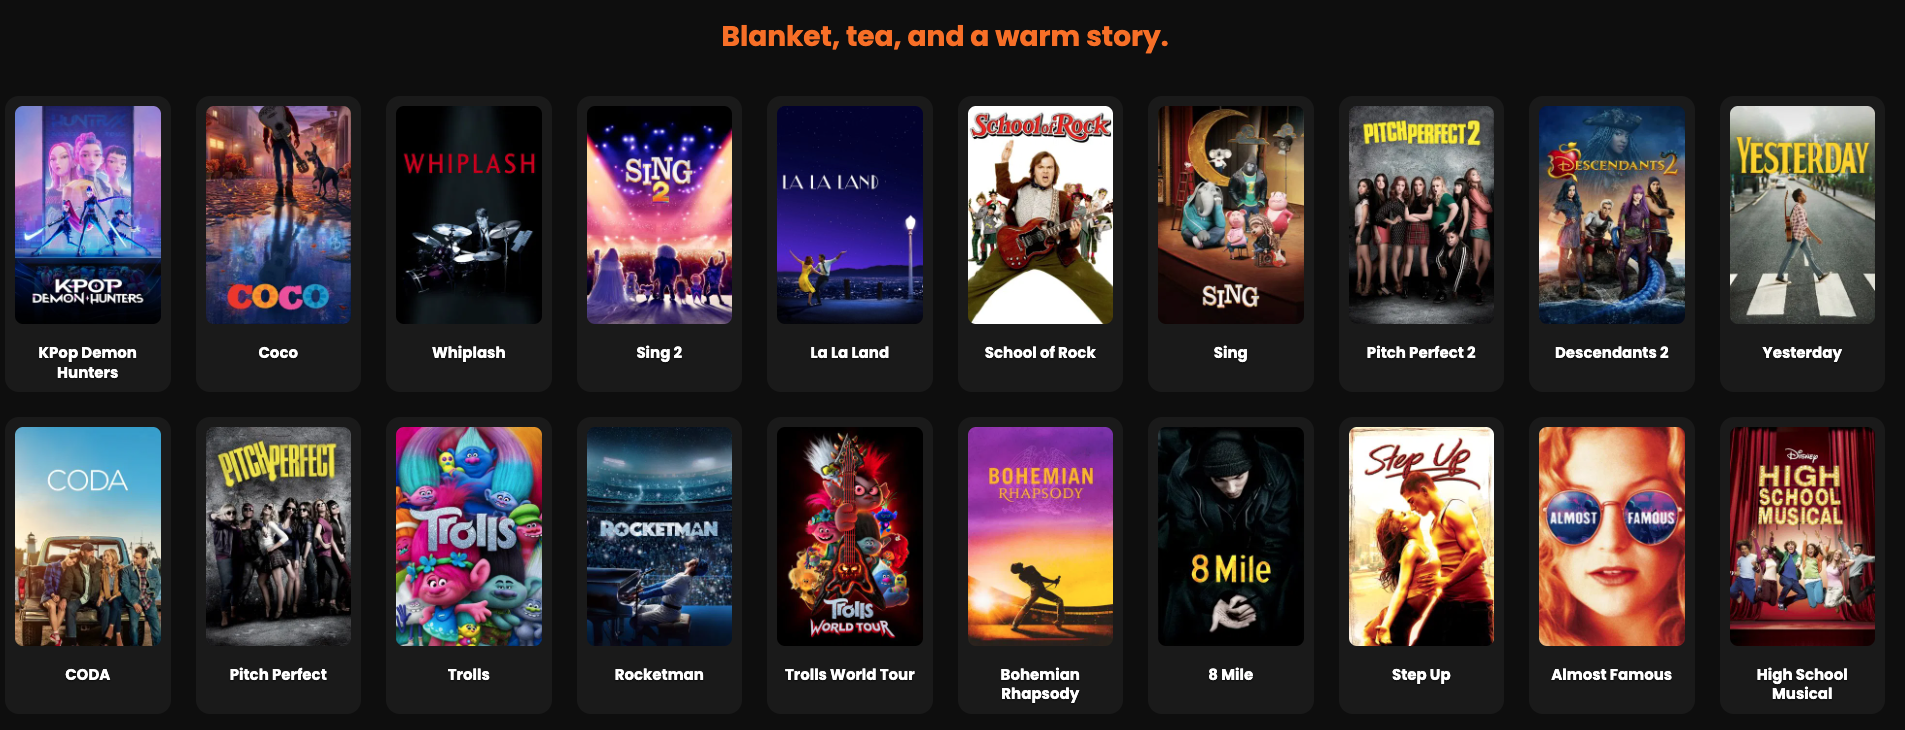 Blanket, tea, and a warm story.
HUNTR/X
KPOP
DEMON HUNTERS
COCO
WHIPLASH
SING
2
LA LA LAND
School of Rock
SING
PITCH PERFECT 2
DESCENDANTS 2
YESTERDAY
KPop Demon
Hunters
Coco
Whiplash
Sing 2
La La Land
School of Rock
Sing
Pitch Perfect 2
Descendants 2
Yesterday
CODA
PITCH PERFECT
TROLLS
ROCKETMAN
TROLLS
WORLD TOUR
BOHEMIAN
RHAPSODY
8 Mile
Step Up
ALMOST FAMOUS
Disney
HIGH
SCHOOL
MUSICAL
CODA
Pitch Perfect
Trolls
Rocketman
Trolls World Tour
Bohemian
Rhapsody
8 Mile
Step Up
Almost Famous
High School
Musical